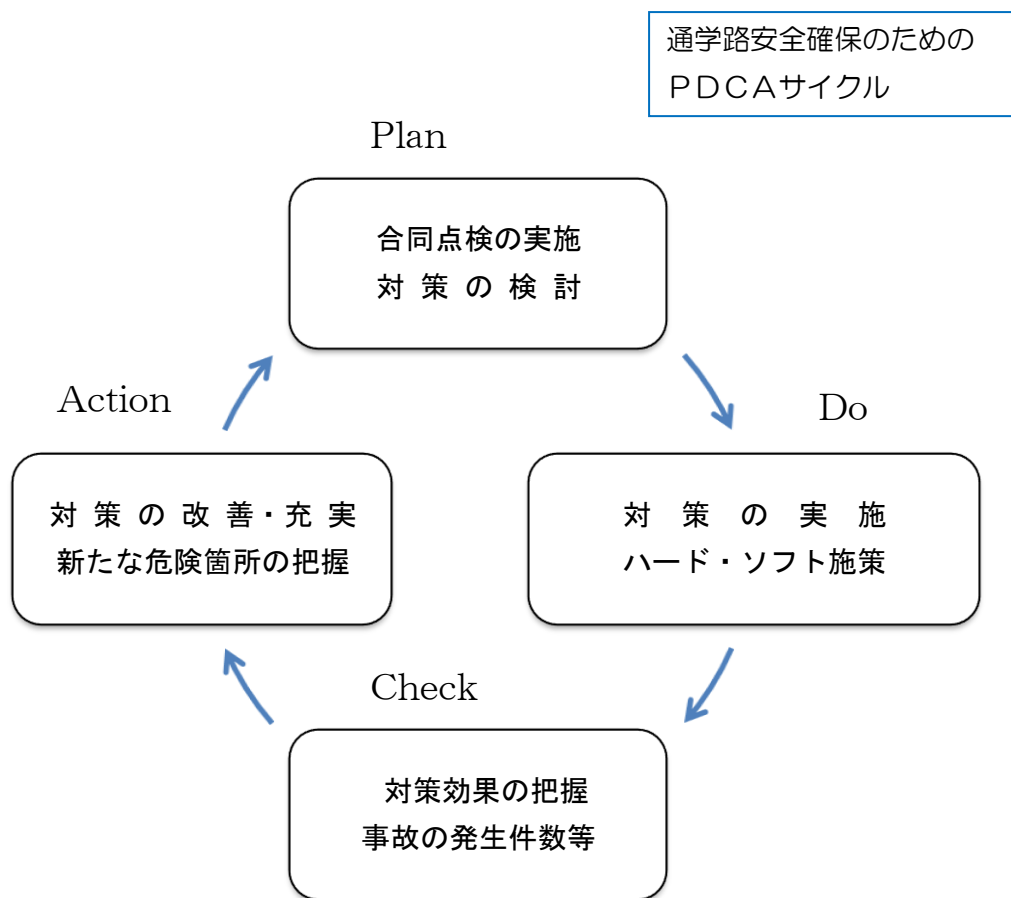 通学路安全確保のための
ＰＤＣＡサイクル
Plan
合同点検の実施
対 策 の 検 討
Do
対 策 の 実 施
ハード・ソフト施策
Check
対策効果の把握
事故の発生件数等
Action
対 策 の 改 善・充 実
新たな危険箇所の把握